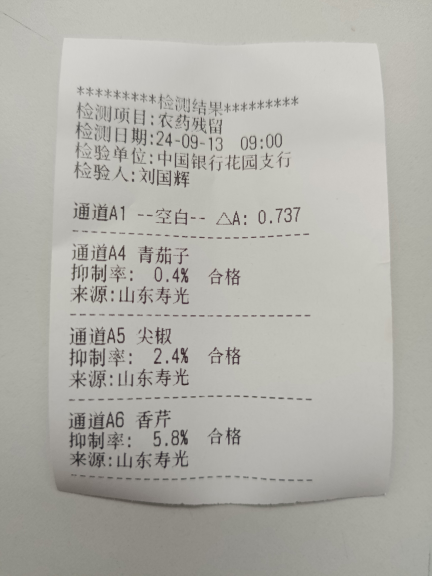 *********检测结果*********
检测项目:农药残留
检测日期:24-09-13 09:00
检验单位:中国银行花园支行
检验人:刘国辉
通道A1 --空白-- △A: 0.737
通道A4 青茄子
抑制率: 0.4% 合格
来源:山东寿光
通道A5 尖椒
抑制率: 2.4% 合格
来源:山东寿光
通道A6 香芹
抑制率: 5.8% 合格
来源:山东寿光